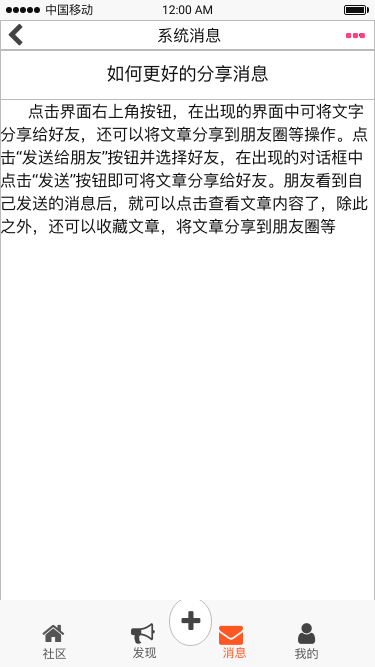 中国移动 12:00 AM
系统消息
如何更好的分享消息
点击界面右上角按钮，在出现的界面中可将文字
分享给好友，还可以将文章分享到朋友圈等操作。点
击“发送给朋友”按钮并选择好友，在出现的对话框中
点击“发送”按钮即可将文章分享给好友。朋友看到自
己发送的消息后，就可以点击查看文章内容了，除此
之外，还可以收藏文章，将文章分享到朋友圈等
社区 发现 消息 我的